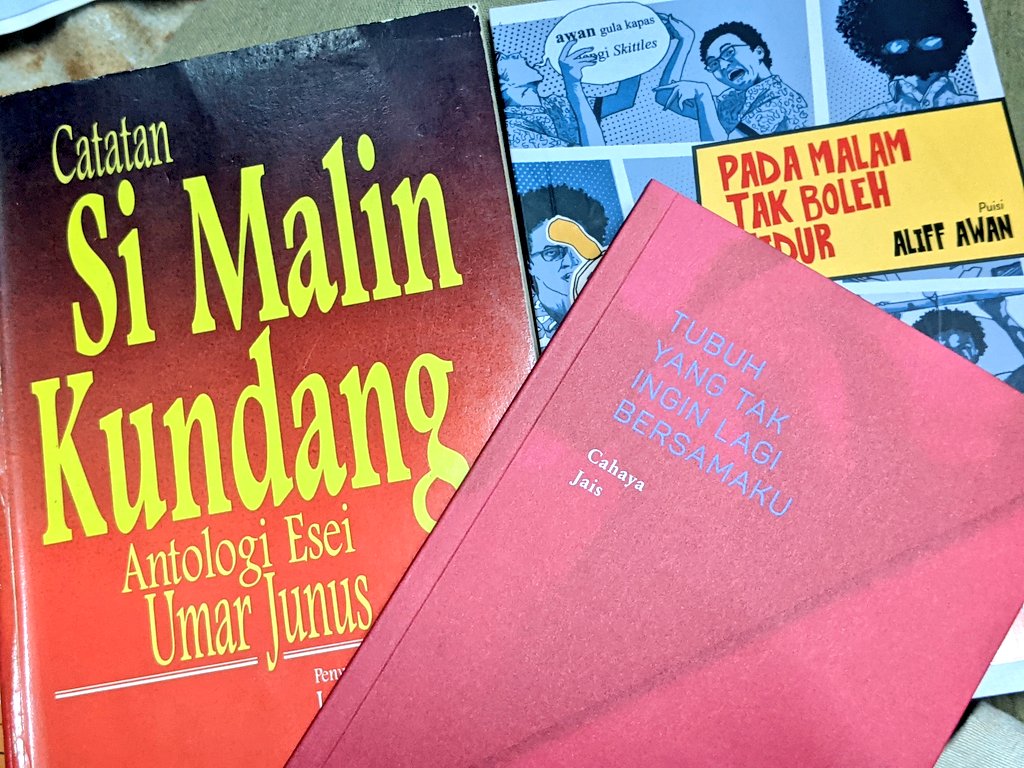 Catatan
Si Malin
Kundang
Antologi Esei
Umar Junus
awan gula kapas
Skittles
PADA MALAM
TAK BOLEH
Puisi
ALIFF AWAN
TUBUH
YANG TAK
INGIN LAGI
BERSAMAKU
Cahaya
Jais